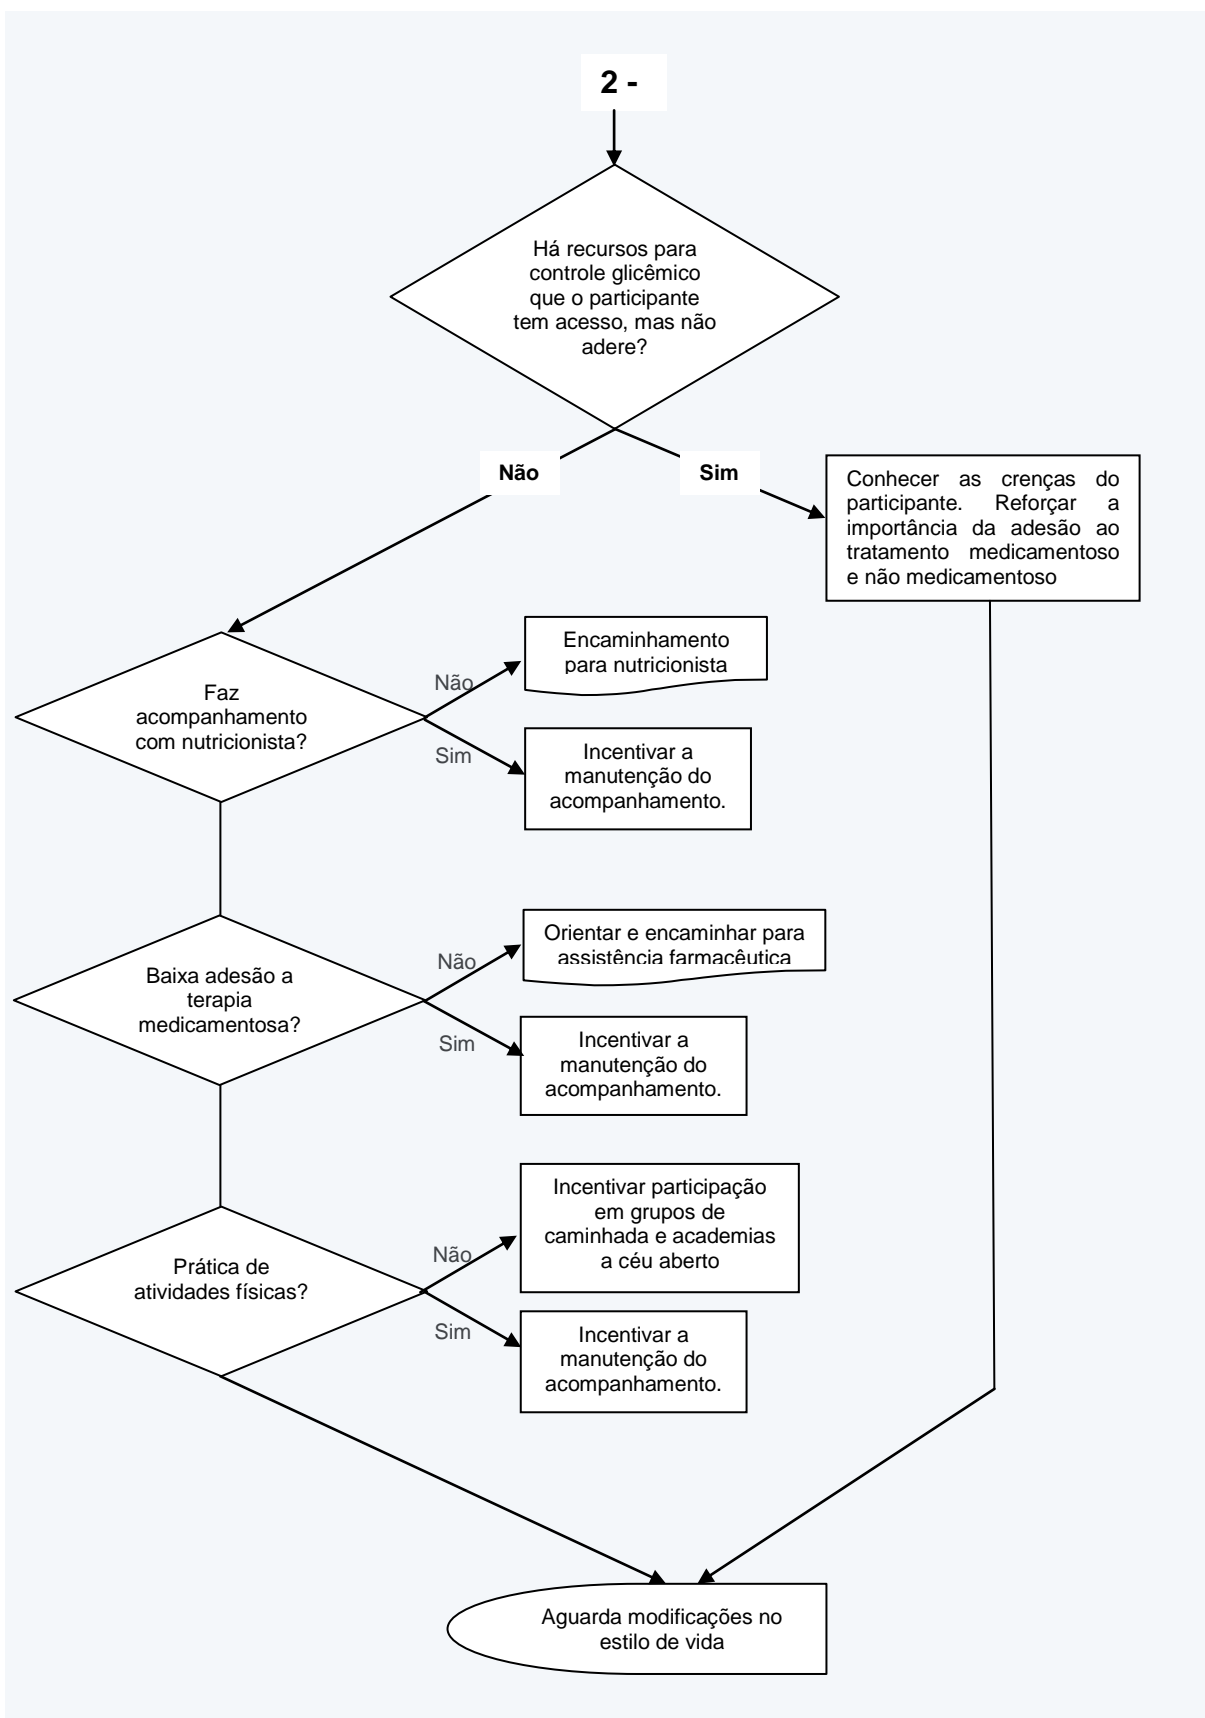 2 -
Há recursos para
controle glicêmico
que o participante
tem acesso, mas não
adere?
Não
Sim
Conhecer as crenças do
participante. Reforçar a
importância da adesão ao
tratamento medicamentoso
e não medicamentoso
Faz
acompanhamento
com nutricionista?
Não
Encaminhamento
para nutricionista
Sim
Incentivar a
manutenção do
acompanhamento.
Baixa adesão a
terapia
medicamentosa?
Não
Orientar e encaminhar para
assistência farmacêutica
Sim
Incentivar a
manutenção do
acompanhamento.
Prática de
atividades físicas?
Não
Incentivar participação
em grupos de
caminhada e academias
a céu aberto
Sim
Incentivar a
manutenção do
acompanhamento.
Aguarda modificações no
estilo de vida